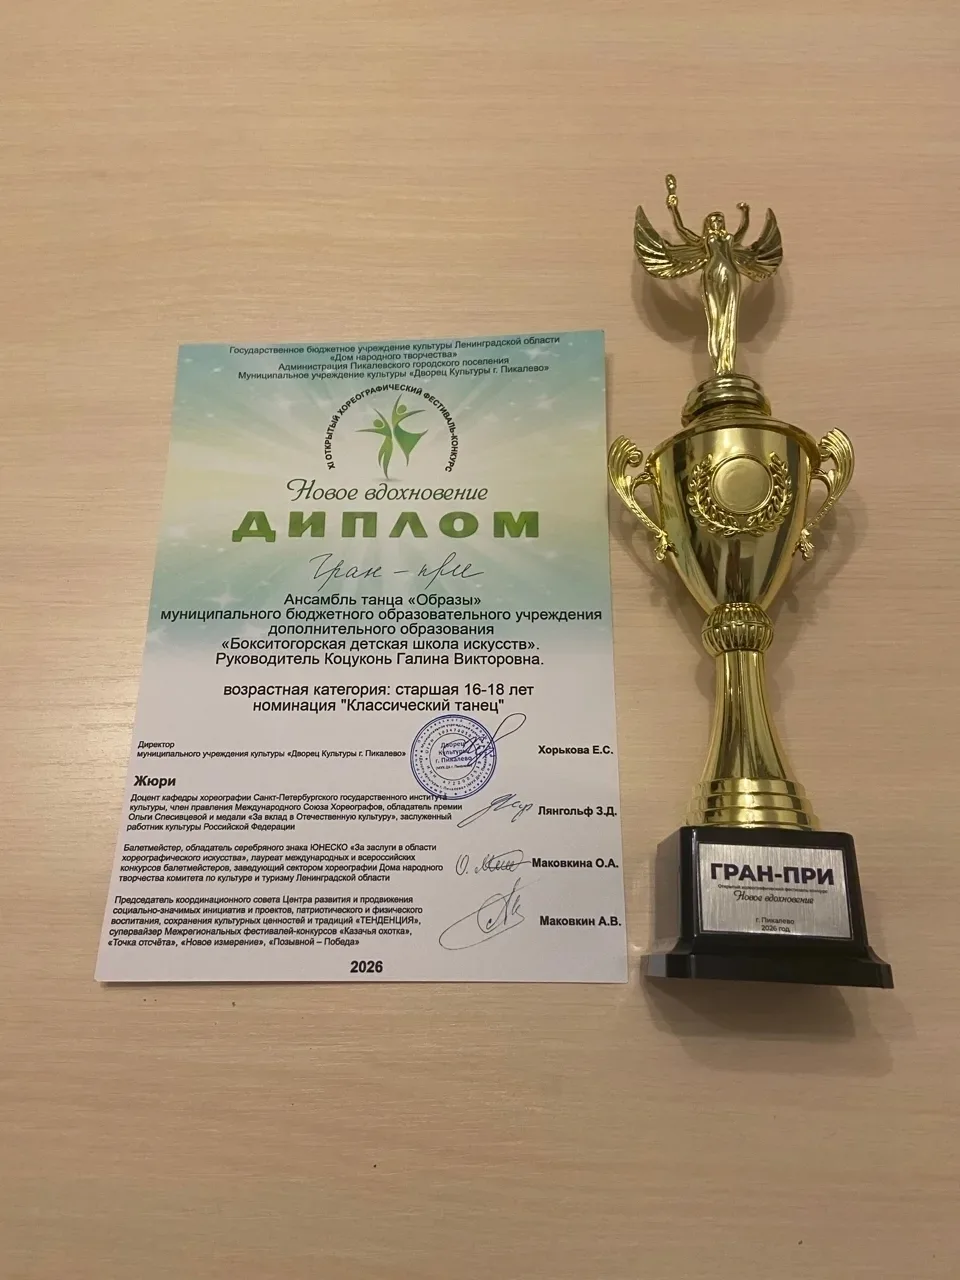 Государственное бюджетное учреждение культуры Ленинградской области
«Дом народного творчества»
Администрация Пикалевского городского поселения
Муниципальное учреждение культуры «Дворец Культуры г. Пикалево»
XI ОТКРЫТЫЙ ХОРЕОГРАФИЧЕСКИЙ ФЕСТИВАЛЬ-КОНКУРС
Новое вдохновение
ДИПЛОМ
Гран-при
Ансамбль танца «Образы»
муниципального бюджетного образовательного учреждения
дополнительного образования
«Бокситогорская детская школа искусств».
Руководитель Коцуконь Галина Викторовна.
возрастная категория: старшая 16-18 лет
номинация "Классический танец"
Директор
муниципального учреждения культуры «Дворец Культуры г. Пикалево»
Дворец
Культуры
г. Пикалево
Хорькова Е.С.
Жюри
Доцент кафедры хореографии Санкт-Петербургского государственного института
культуры, член правления Международного Союза Хореографов, обладатель премии
Ольги Спесивцевой и медали «За вклад в Отечественную культуру», заслуженный
работник культуры Российской Федерации
Лянгольф З.Д.
Балетмейстер, обладатель серебряного знака ЮНЕСКО «За заслуги в области
хореографического искусства», лауреат международных и всероссийских
конкурсов балетмейстеров, заведующий сектором хореографии Дома народного
творчества комитета по культуре и туризму Ленинградской области
Маковкина О.А.
Председатель координационного совета Центра развития и продвижения
социально-значимых инициатив и проектов, патриотического и физического
воспитания, сохранения культурных ценностей и традиций «ТЕНДЕНЦИЯ»,
супервайзер Межрегиональных фестивалей-конкурсов «Казачья охотка»,
«Точка отсчёта», «Новое измерение», «Позывной – Победа»
Маковкин А.В.
2026
ГРАН-ПРИ
Открытый хореографический фестиваль-конкурс
Новое вдохновение
г. Пикалево
2026 год